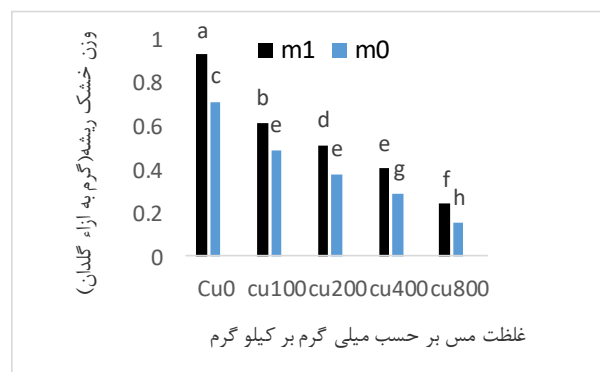 وزن خشک ریشه(گرم به ازاء گلدان)
1
0.8
0.6
0.4
0.2
0
m1 m0
a
c
b
e
d
e
e
g
f
h
Cu0 cu100 cu200 cu400 cu800
غلظت مس بر حسب میلی گرم بر کیلو گرم